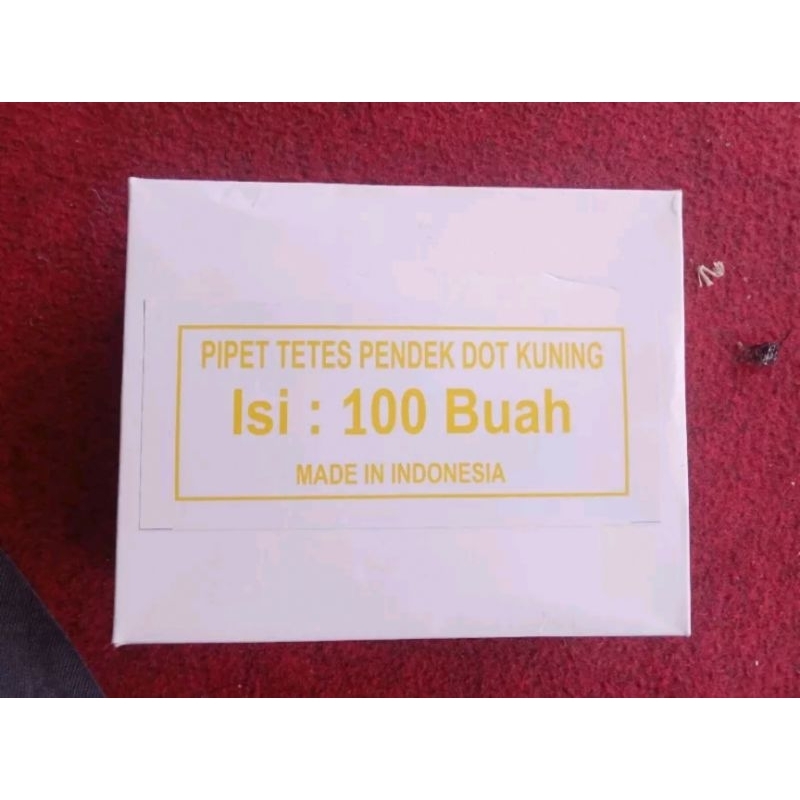 PIPET TETES PENDEK DOT KUNING
Isi : 100 Buah
MADE IN INDONESIA